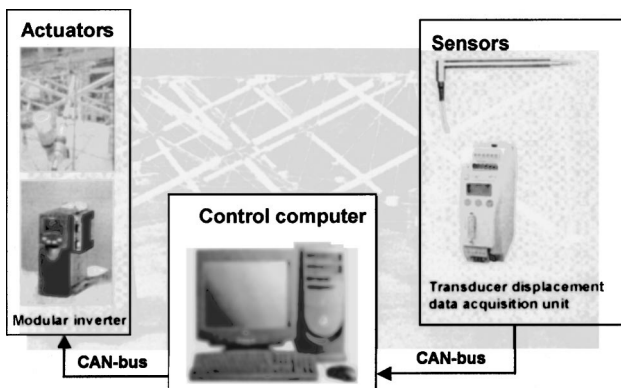 Actuators
Modular inverter
Sensors
Transducer displacement
data acquisition unit
Control computer
CAN-bus
CAN-bus